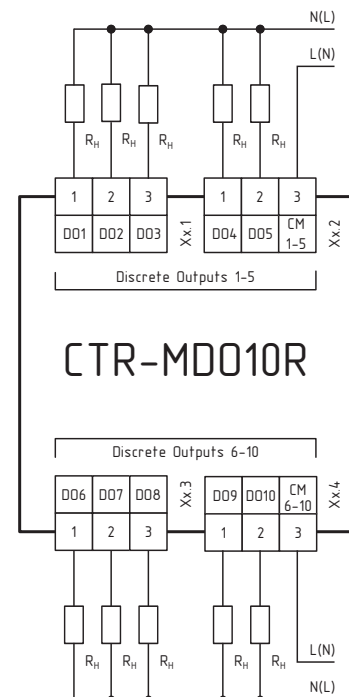 N(L)
L(N)
RH RH RH RH RH
1 2 3 1 2 3
DO1 DO2 DO3 Xx.1 DO4 DO5 CM 1-5 Xx.2
Discrete Outputs 1-5
CTR-MDO10R
Discrete Outputs 6-10
DO6 DO7 DO8 Xx.3 DO9 DO10 CM 6-10 Xx.4
1 2 3 1 2 3
RH RH RH RH RH
L(N)
N(L)